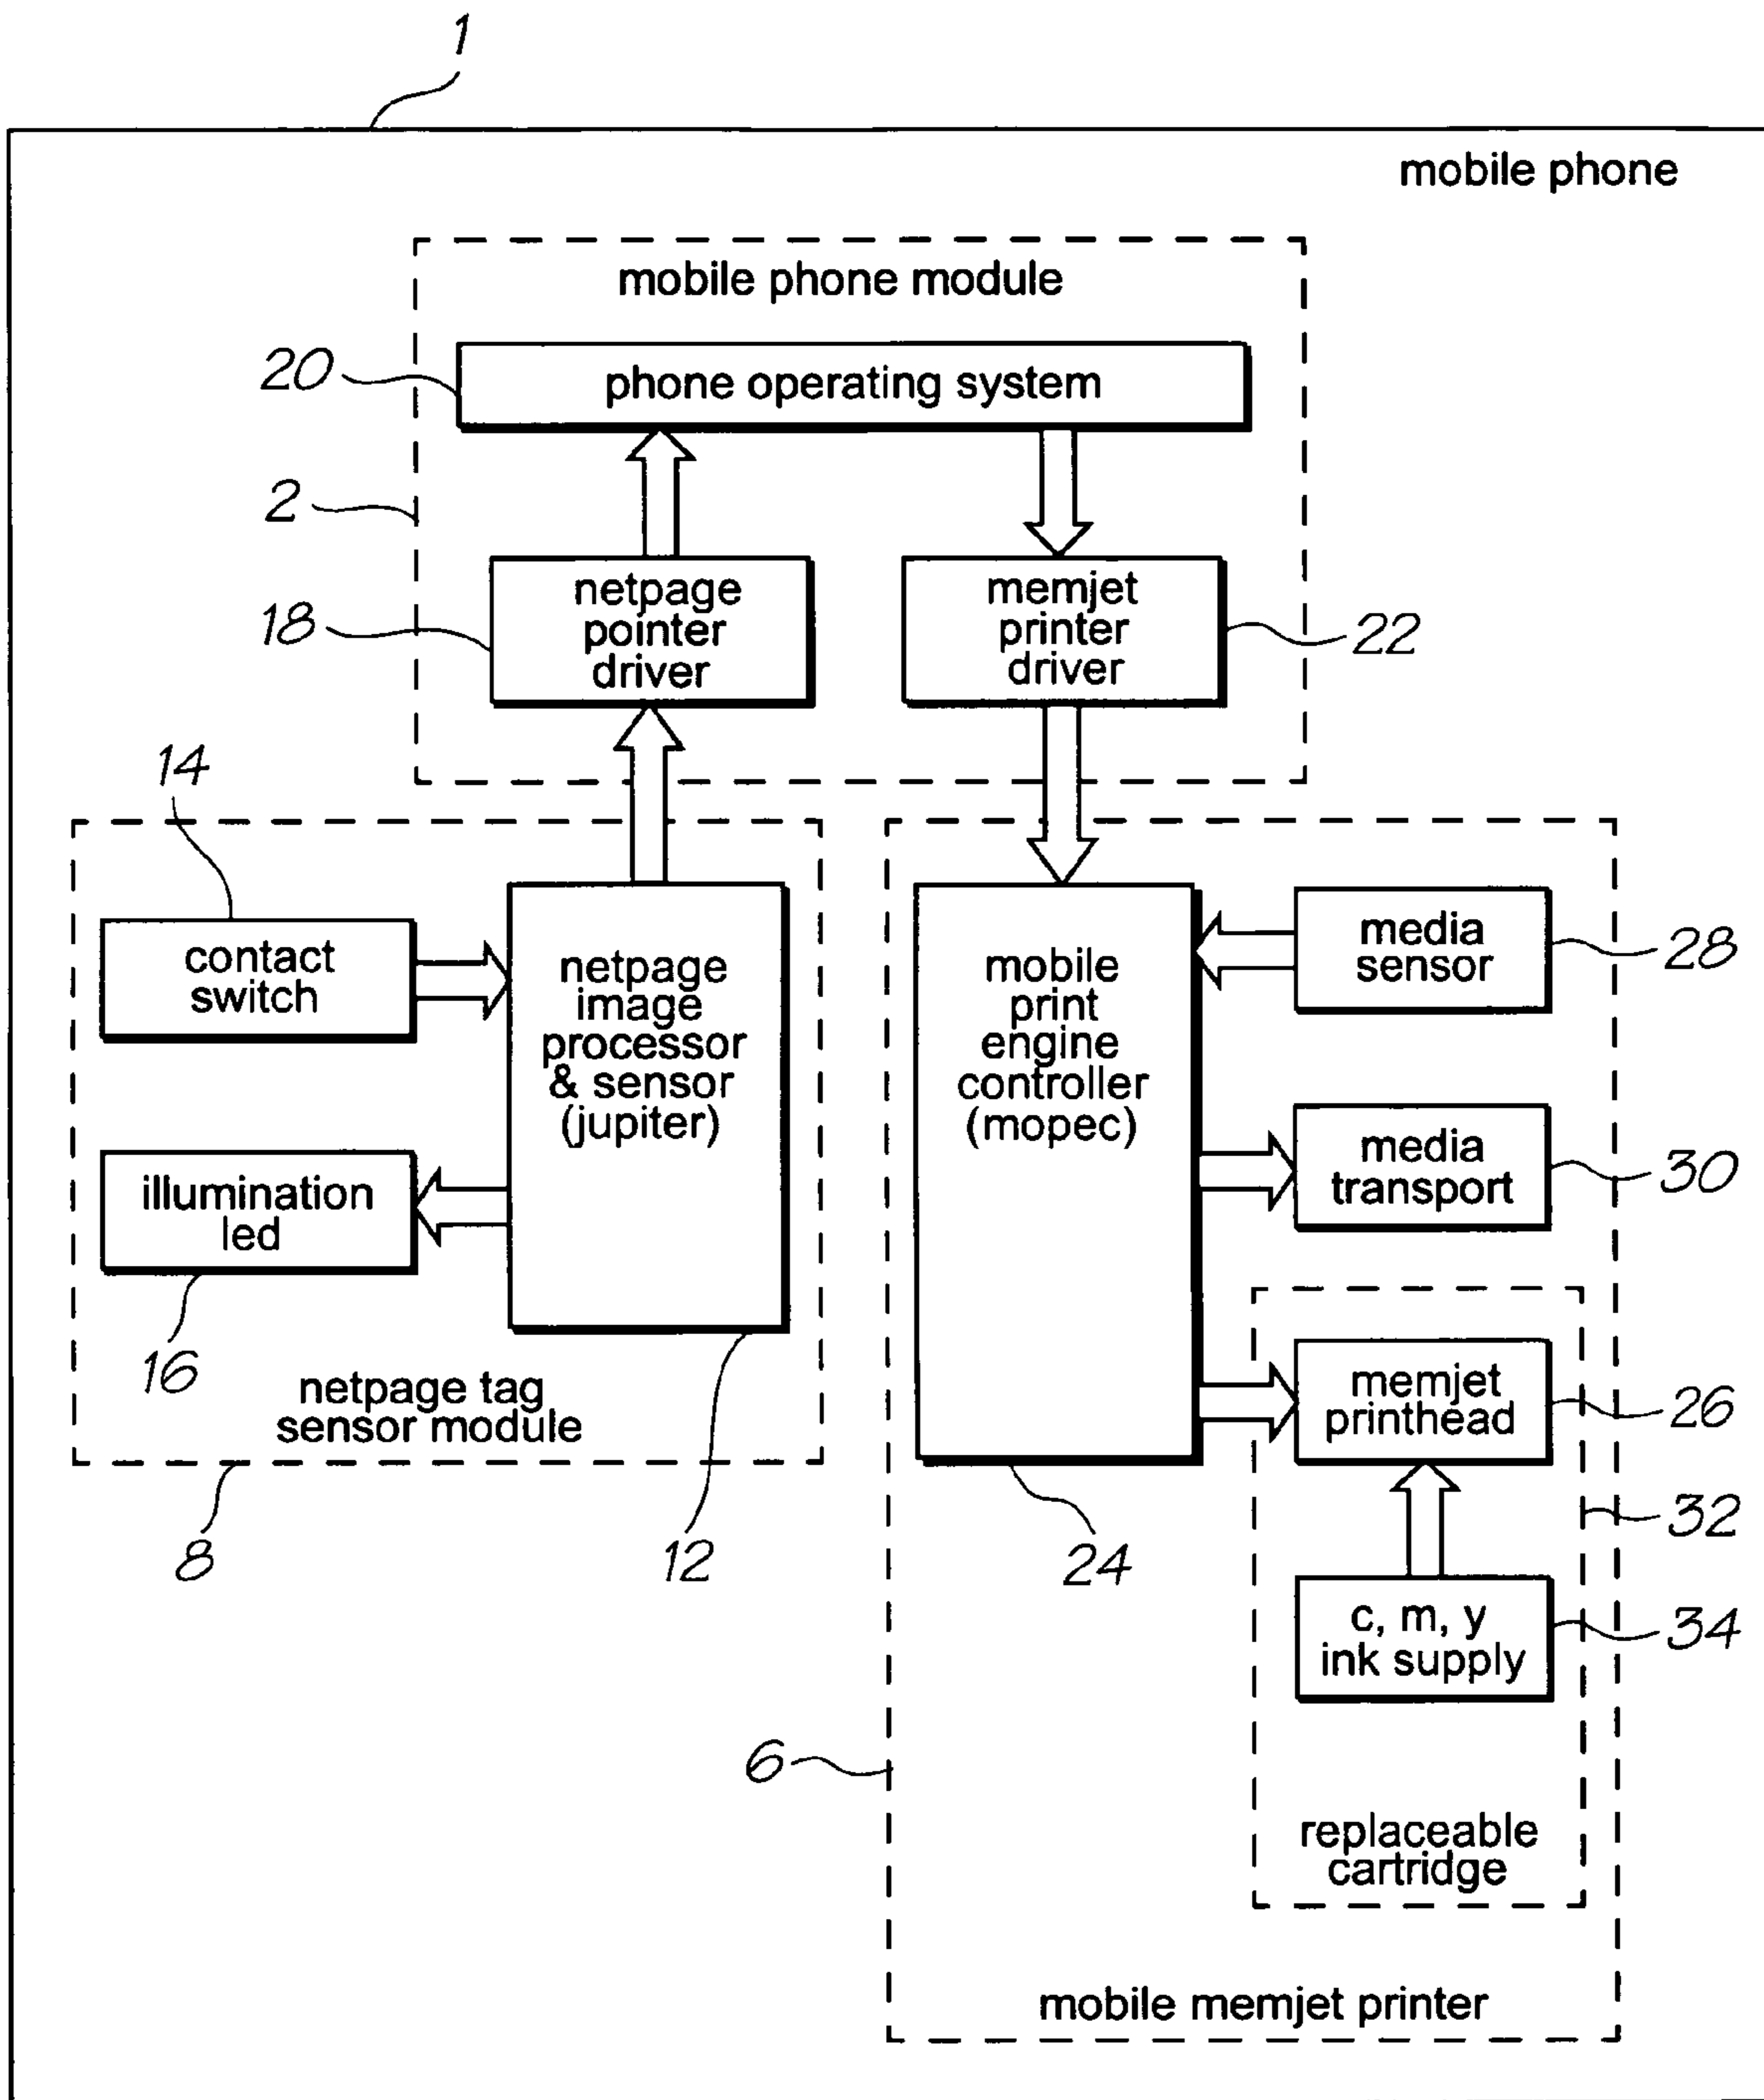 1
mobile phone
mobile phone module
20
phone operating system
2
18
netpage
pointer
driver
memjet
printer
driver
22
14
contact
switch
netpage
image
processor
& sensor
(jupiter)
illumination
led
16
netpage tag
sensor module
8
12
mobile
print
engine
controller
(mopec)
24
media
sensor
28
media
transport
30
memjet
printhead
26
32
c, m, y
ink supply
34
6
replaceable
cartridge
mobile memjet printer